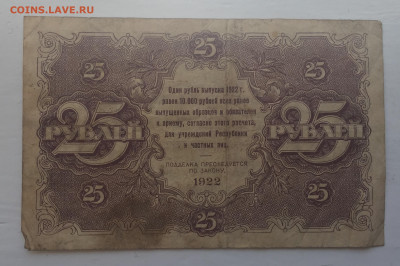 COINS.LAVE.RU
25 25
Один рубль выпуска 1922 г.
равен 10.000 рублей всех ранее
выпущенных образцов и обязателен
к приему, согласно этого расчета,
для учреждений Республики
и частных лиц.
25 РУБЛЕЙ 25 РУБЛЕЙ
ПОДДЕЛКА ПРЕСЛЕДУЕТСЯ
ПО ЗАКОНУ.
1922
25 25
25 25